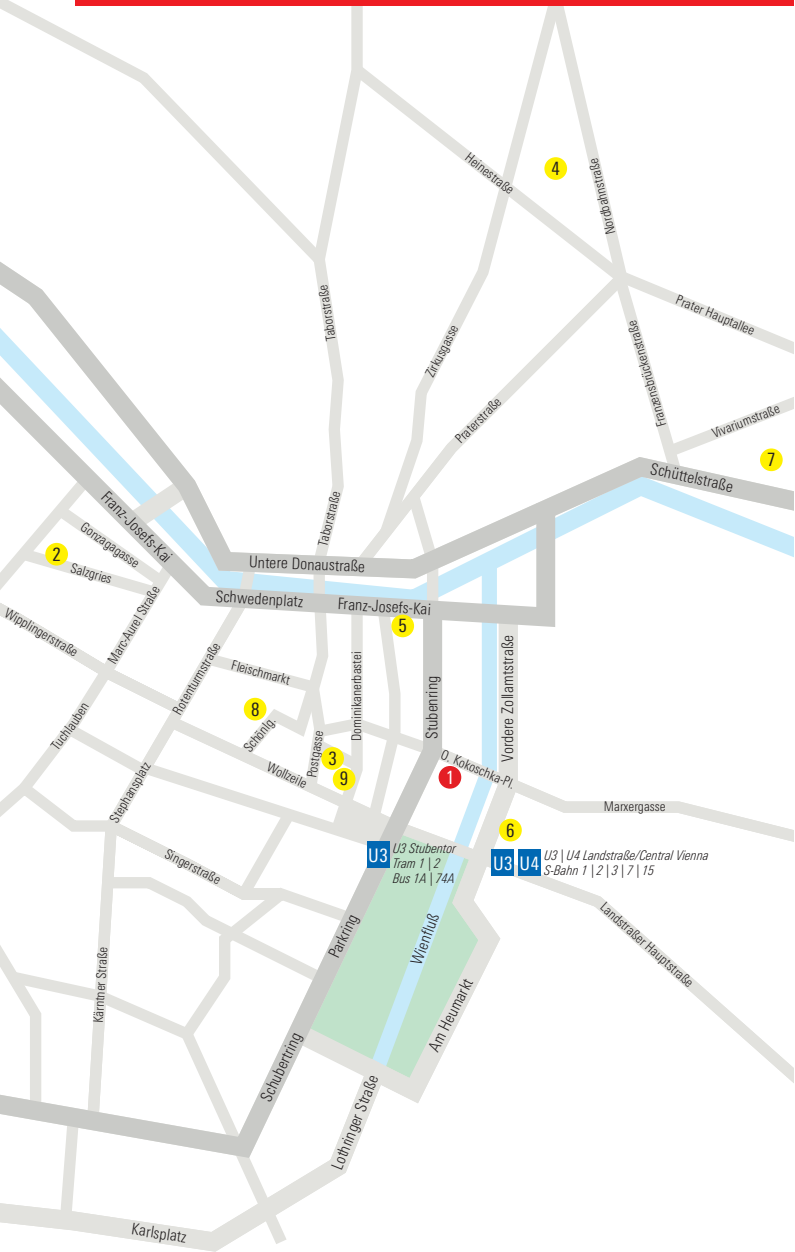 4
Heinestraße
Nordbahnstraße
Prater Hauptallee
Taborstraße
Zirkusgasse
Franzensbrückenstraße
Praterstraße
Vivariumstraße
7
Schüttelstraße
Franz-Josefs-Kai
Gonzagagasse
Taborstraße
2
Salzgries
Untere Donaustraße
Schwedenplatz
Franz-Josefs-Kai
5
Wipplingerstraße
Marc-Aurel Straße
Rotenturmstraße
Fleischmarkt
Dominikanerbastei
Stubenring
Vordere Zollamtstraße
8
Schönlg.
Tuchlauben
Postgasse
3
9
Wollzeile
O. Kokoschka-Pl.
1
Stephansplatz
Marxergasse
6
Singerstraße
U3
U3 Stubentor
Tram 1 | 2
Bus 1A | 74A
U3 U4
U3 | U4 Landstraße/Central Vienna
S-Bahn 1 | 2 | 3 | 7 | 15
Landstraßer Hauptstraße
Parkring
Wienfluß
Kärntner Straße
Am Heumarkt
Schubertring
Lothringer Straße
Karlsplatz